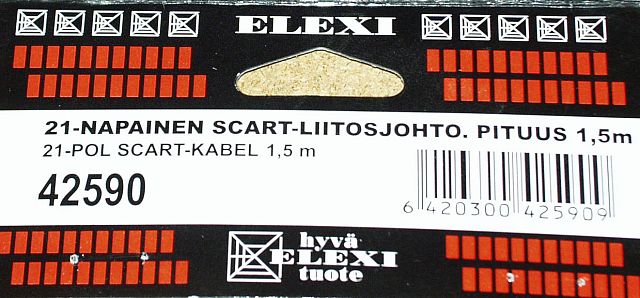 ELEXI
21-NAPAINEN SCART-LIITOSJOHTO. PITUUS 1,5m
21-POL SCART-KABEL 1,5 m
42590
6 420300 425909
hyvä
ELEXI
tuote